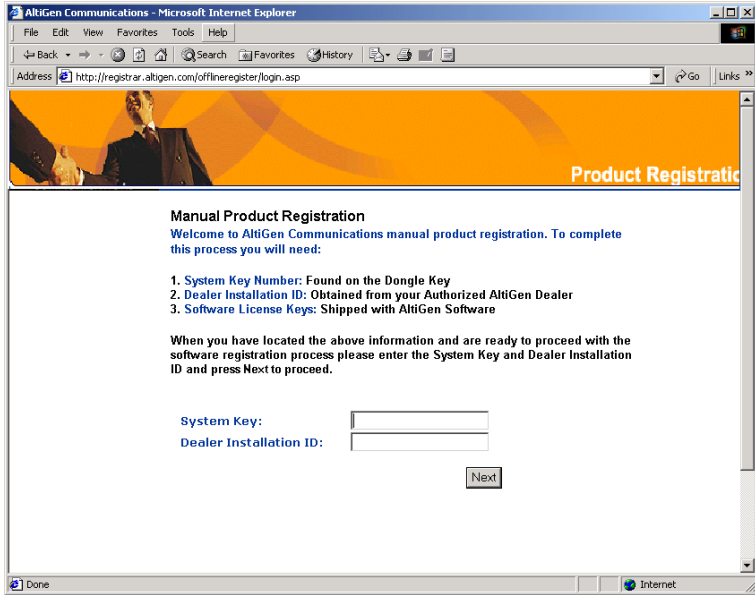 AltiGen Communications - Microsoft Internet Explorer
File Edit View Favorites Tools Help
Back Search Favorites History
Address http://registrar.altigen.com/offlineregister/login.asp Go Links »
Product Registratio
Manual Product Registration
Welcome to AltiGen Communications manual product registration. To complete
this process you will need:
1. System Key Number: Found on the Dongle Key
2. Dealer Installation ID: Obtained from your Authorized AltiGen Dealer
3. Software License Keys: Shipped with AltiGen Software
When you have located the above information and are ready to proceed with the
software registration process please enter the System Key and Dealer Installation
ID and press Next to proceed.
System Key:
Dealer Installation ID:
Next
Done Internet